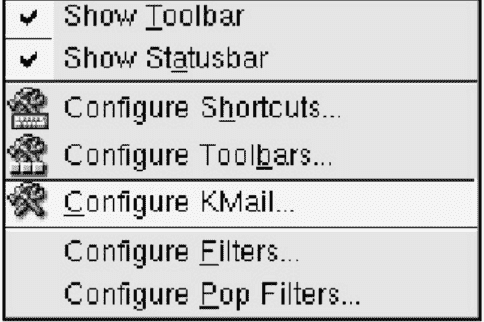 Show Toolbar
Show Statusbar
Configure Shortcuts...
Configure Toolbars...
Configure KMail...
Configure Filters...
Configure Pop Filters...